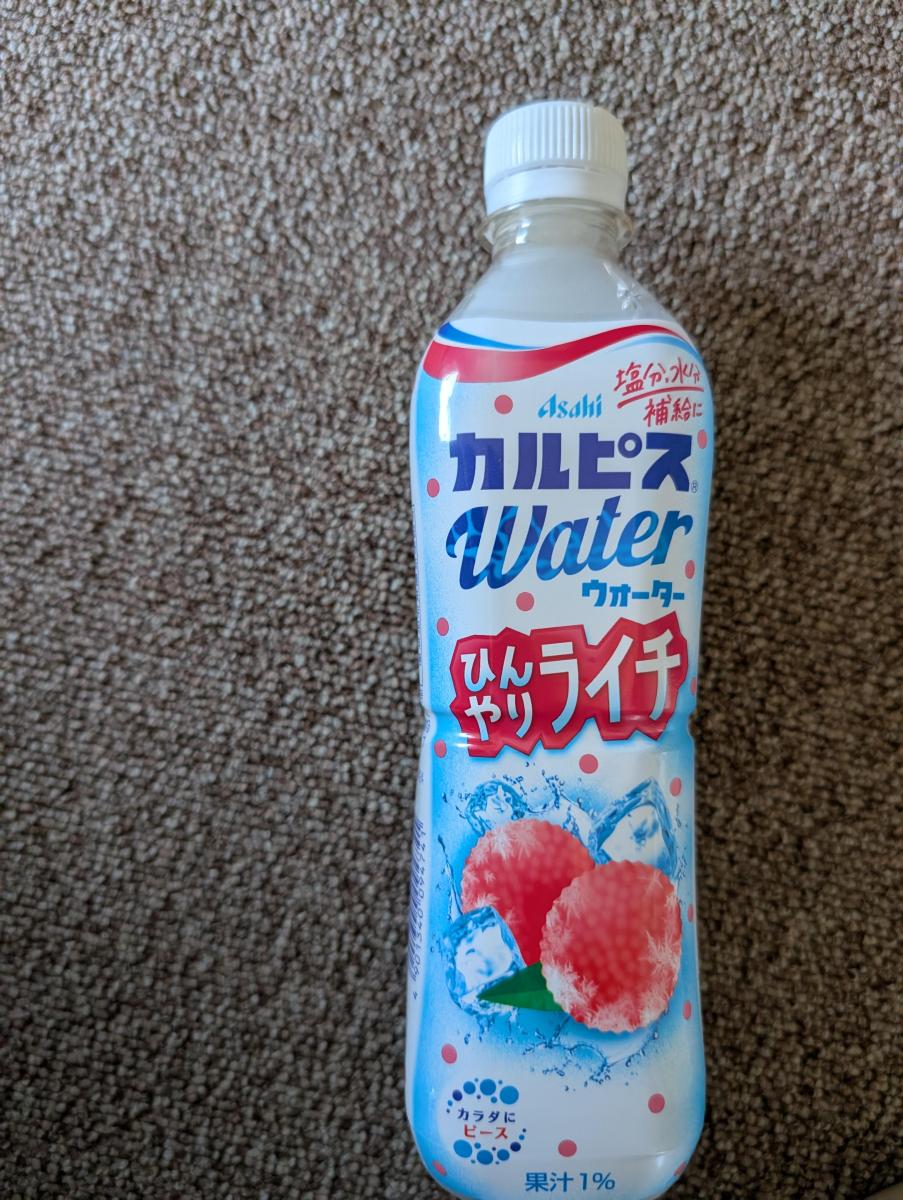 塩分、水分
補給に
Asahi
カルピス®
Water
ウォーター
ひんやり
ライチ
カラダに
ピース
果汁1%